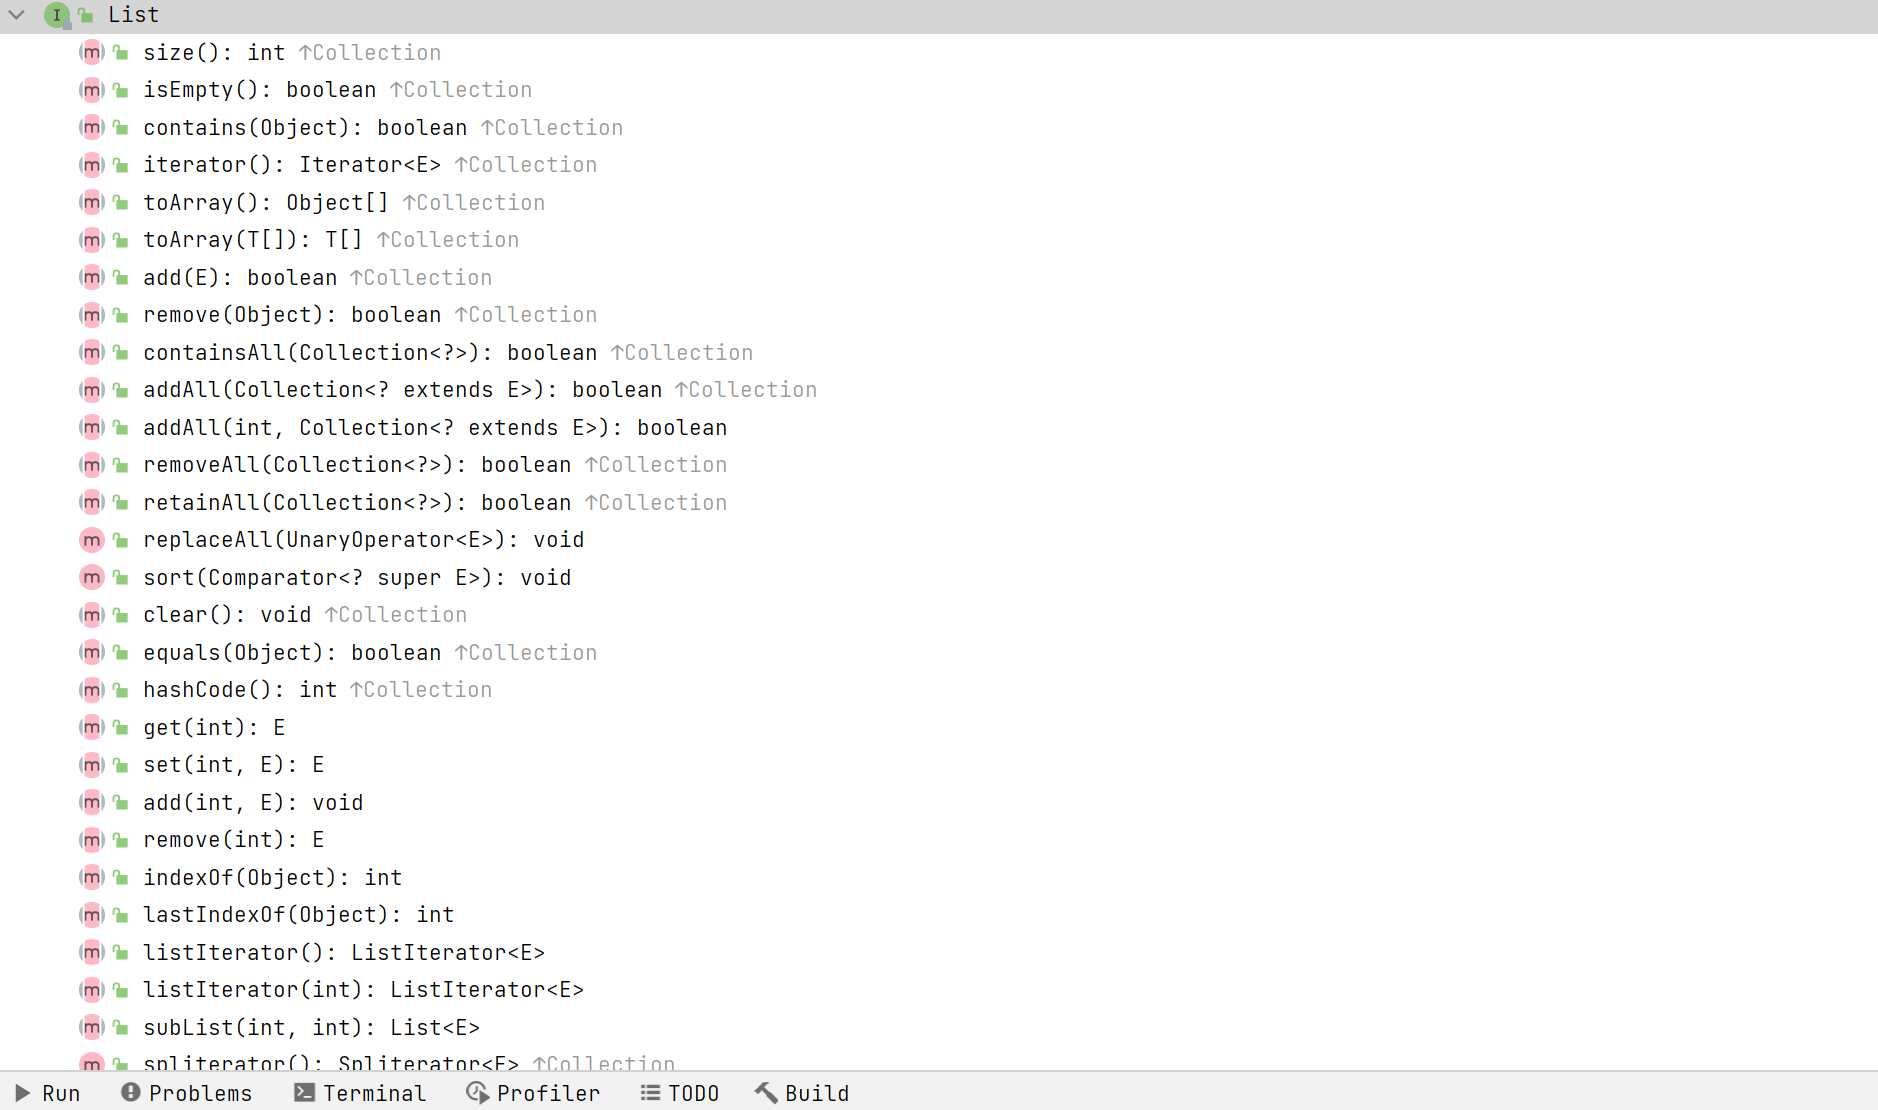 List
size(): int ↑Collection
isEmpty(): boolean ↑Collection
contains(Object): boolean ↑Collection
iterator(): Iterator<E> ↑Collection
toArray(): Object[] ↑Collection
toArray(T[]): T[] ↑Collection
add(E): boolean ↑Collection
remove(Object): boolean ↑Collection
containsAll(Collection<?>): boolean ↑Collection
addAll(Collection<? extends E>): boolean ↑Collection
addAll(int, Collection<? extends E>): boolean
removeAll(Collection<?>): boolean ↑Collection
retainAll(Collection<?>): boolean ↑Collection
replaceAll(UnaryOperator<E>): void
sort(Comparator<? super E>): void
clear(): void ↑Collection
equals(Object): boolean ↑Collection
hashCode(): int ↑Collection
get(int): E
set(int, E): E
add(int, E): void
remove(int): E
indexOf(Object): int
lastIndexOf(Object): int
listIterator(): ListIterator<E>
listIterator(int): ListIterator<E>
subList(int, int): List<E>
spliterator(): Spliterator<E> ↑Collection
Run Problems Terminal Profiler TODO Build